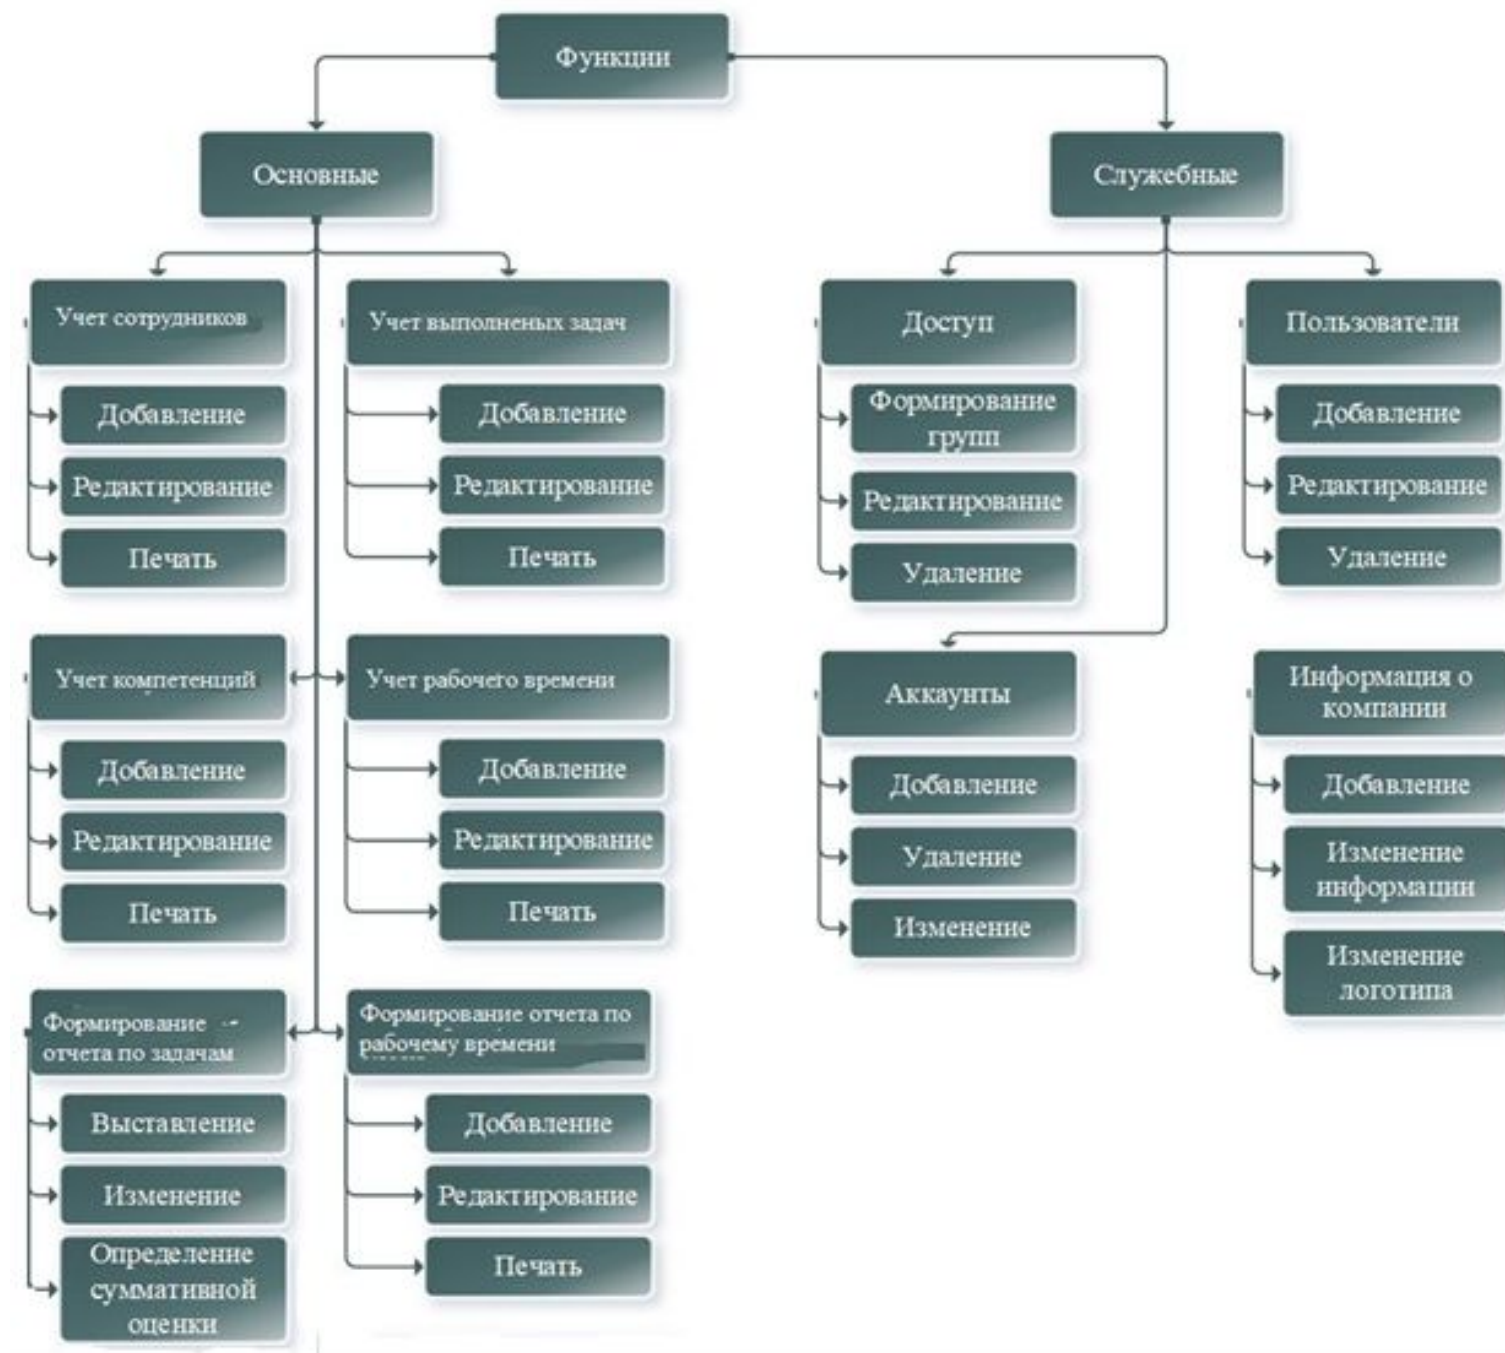 Функции
Основные
Служебные
Учет сотрудников
Добавление
Редактирование
Печать
Учет выполненых задач
Добавление
Редактирование
Печать
Доступ
Формирование
групп
Редактирование
Удаление
Пользователи
Добавление
Редактирование
Удаление
Учет компетенций
Добавление
Редактирование
Печать
Учет рабочего времени
Добавление
Редактирование
Печать
Аккаунты
Добавление
Удаление
Изменение
Информация о
компании
Добавление
Изменение
информации
Изменение
логотипа
Формирование
отчета по задачам
Выставление
Изменение
Определение
суммативной
оценки
Формирование отчета по
рабочему времени
Добавление
Редактирование
Печать